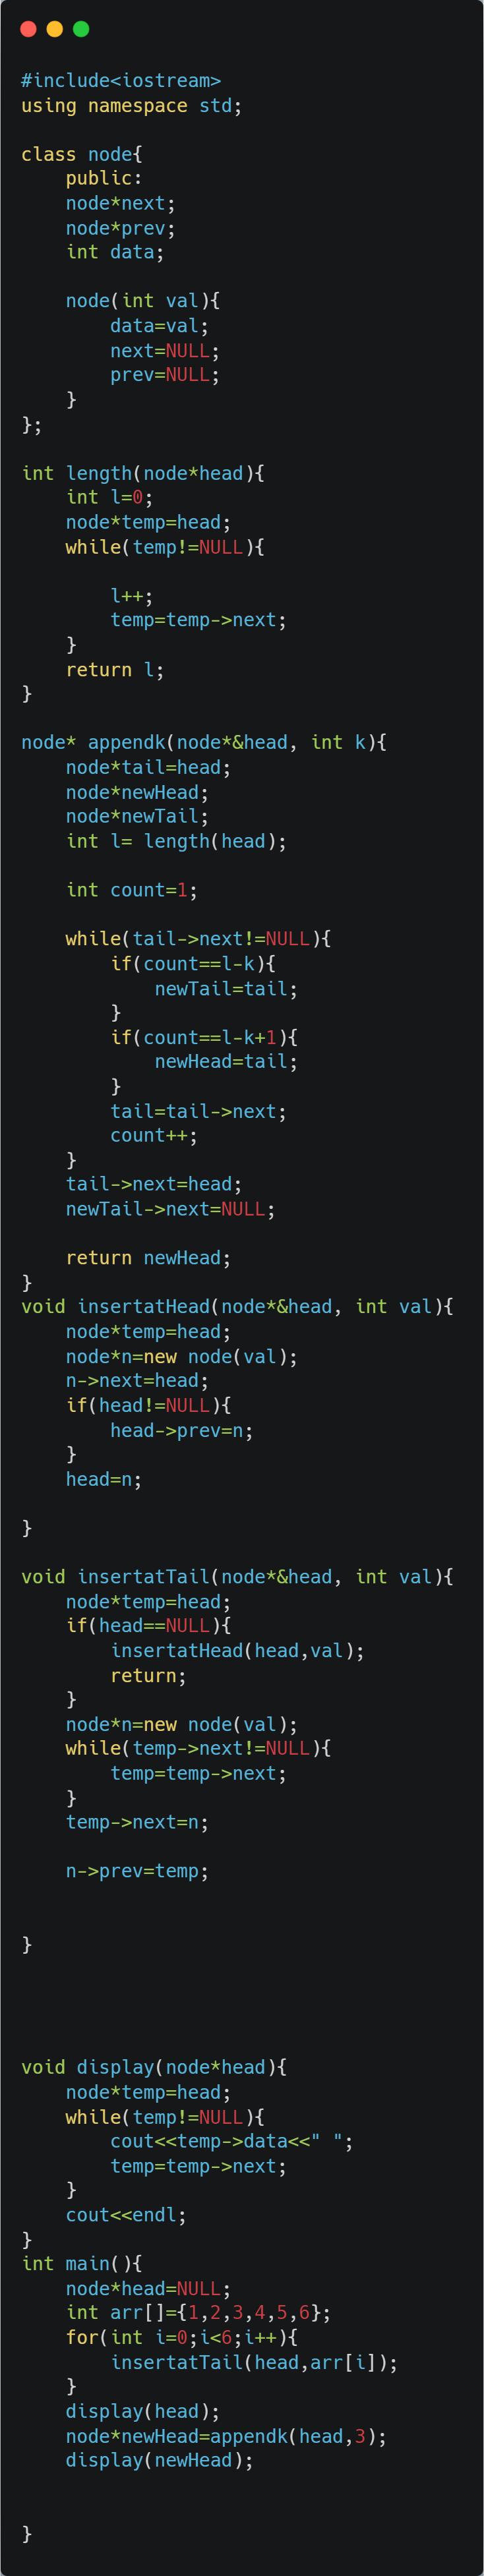 #include<iostream>
using namespace std;
class node{
    public:
    node*next;
    node*prev;
    int data;
    node(int val){
        data=val;
        next=NULL;
        prev=NULL;
    }
};
int length(node*head){
    int l=0;
    node*temp=head;
    while(temp!=NULL){
        l++;
        temp=temp->next;
    }
    return l;
}
node* appendk(node*&head, int k){
    node*tail=head;
    node*newHead;
    node*newTail;
    int l= length(head);
    int count=1;
    while(tail->next!=NULL){
        if(count==l-k){
            newTail=tail;
        }
        if(count==l-k+1){
            newHead=tail;
        }
        tail=tail->next;
        count++;
    }
    tail->next=head;
    newTail->next=NULL;
    return newHead;
}
void insertatHead(node*&head, int val){
    node*temp=head;
    node*n=new node(val);
    n->next=head;
    if(head!=NULL){
        head->prev=n;
    }
    head=n;
}
void insertatTail(node*&head, int val){
    node*temp=head;
    if(head==NULL){
        insertatHead(head,val);
        return;
    }
    node*n=new node(val);
    while(temp->next!=NULL){
        temp=temp->next;
    }
    temp->next=n;
    n->prev=temp;
}
void display(node*head){
    node*temp=head;
    while(temp!=NULL){
        cout<<temp->data<<" ";
        temp=temp->next;
    }
    cout<<endl;
}
int main(){
    node*head=NULL;
    int arr[]={1,2,3,4,5,6};
    for(int i=0;i<6;i++){
        insertatTail(head,arr[i]);
    }
    display(head);
    node*newHead=appendk(head,3);
    display(newHead);
}